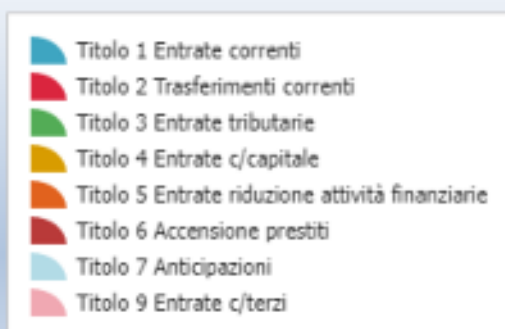 Titolo 1 Entrate correnti
Titolo 2 Trasferimenti correnti
Titolo 3 Entrate tributarie
Titolo 4 Entrate c/capitale
Titolo 5 Entrate riduzione attività finanziarie
Titolo 6 Accensione prestiti
Titolo 7 Anticipazioni
Titolo 9 Entrate c/terzi